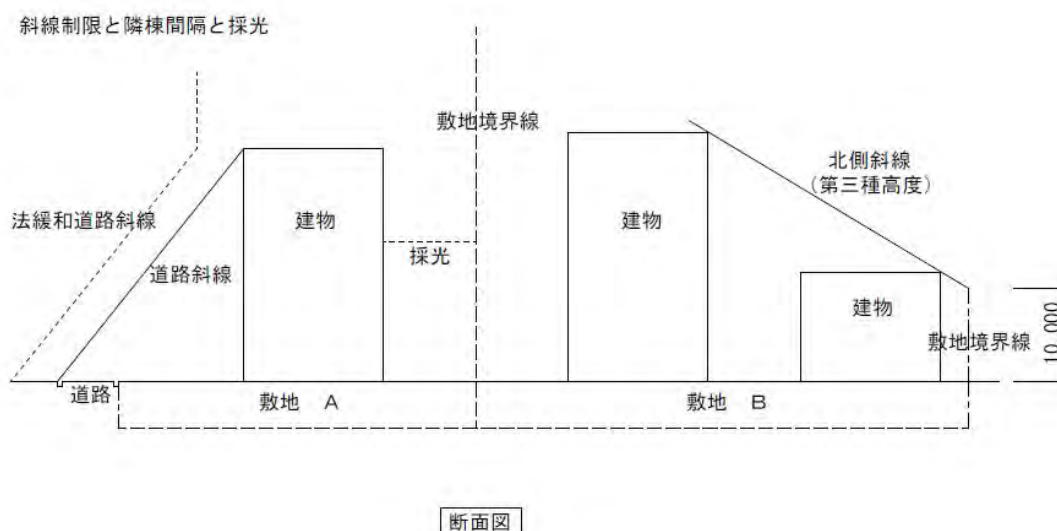 斜線制限と隣棟間隔と採光
敷地境界線
北側斜線
(第三種高度)
法緩和道路斜線
建物
建物
採光
道路斜線
建物
敷地境界線
10,000
道路
敷地 A
敷地 B
断面図